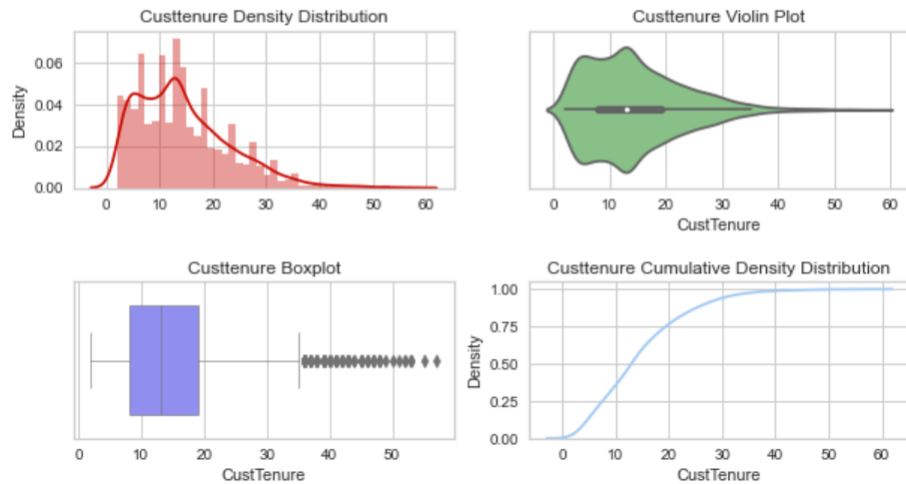 Custtenure Density Distribution
Density
0.06
0.04
0.02
0.00
0 10 20 30 40 50 60
Custtenure Violin Plot
0 10 20 30 40 50 60
CustTenure
Custtenure Boxplot
0 10 20 30 40 50
CustTenure
Custtenure Cumulative Density Distribution
Density
1.00
0.75
0.50
0.25
0.00
0 10 20 30 40 50 60
CustTenure